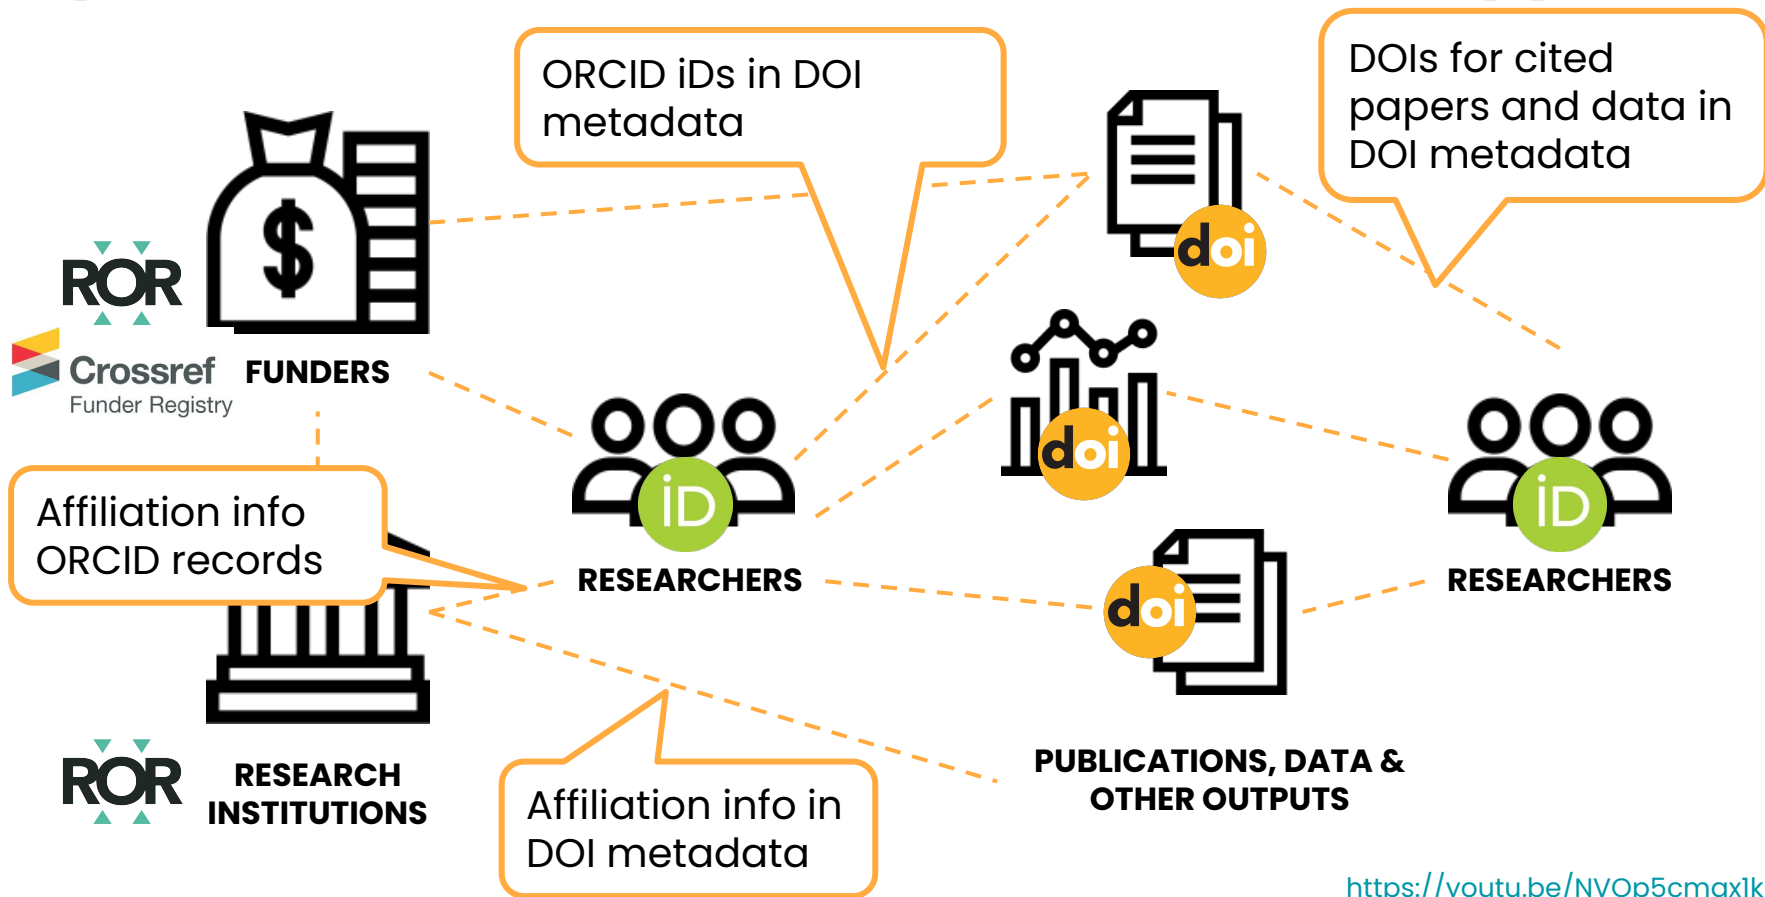 ORCID iDs in DOI
metadata
DOIs for cited
papers and data in
DOI metadata
$
doi
ROR
Crossref
Funder Registry
FUNDERS
doi
iD
RESEARCHERS
iD
RESEARCHERS
Affiliation info
ORCID records
doi
ROR
RESEARCH
INSTITUTIONS
Affiliation info in
DOI metadata
PUBLICATIONS, DATA &
OTHER OUTPUTS
https://youtu.be/NVOp5cmax1k